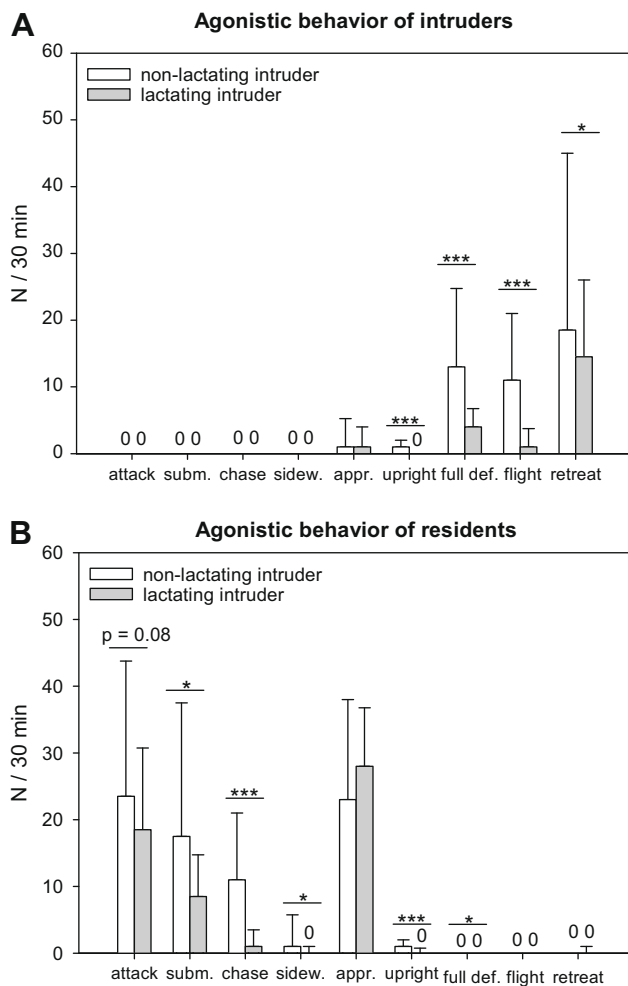 A
Agonistic behavior of intruders
60
50
40
30
20
10
0
N / 30 min
non-lactating intruder
lactating intruder
*
***
***
***
0 0 0 0 0 0 0 0 0
attack subm. chase sidew. appr. upright full def. flight retreat
B
Agonistic behavior of residents
60
50
40
30
20
10
0
N / 30 min
non-lactating intruder
lactating intruder
p = 0.08
*
***
*
0
***
0
*
0 0 0 0 0 0
attack subm. chase sidew. appr. upright full def. flight retreat